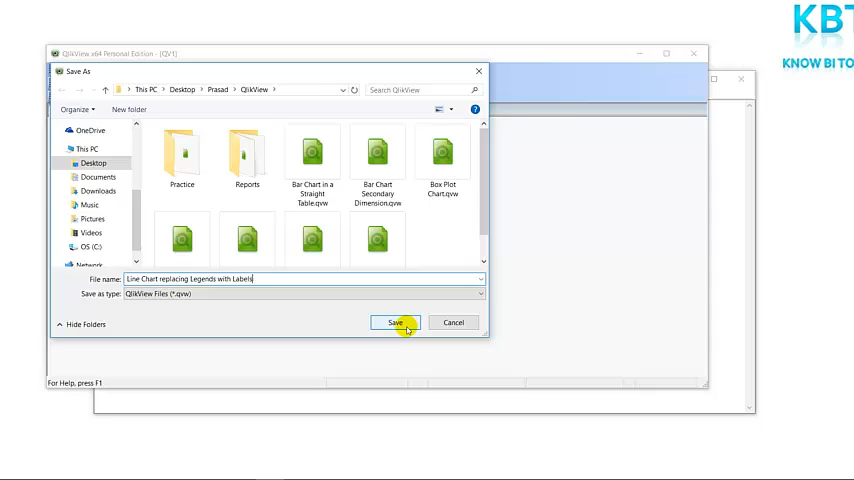 KBT
KNOW BI TO
QlikView x64 Personal Edition - [QV1]
Save As
This PC
Desktop
Prasad
QlikView
Search QlikView
Organize
New folder
OneDrive
This PC
Desktop
Documents
Downloads
Music
Pictures
Videos
OS (C:)
Network
Practice
Reports
Bar Chart in a
Straight
Table.qvw
Bar Chart
Secondary
Dimension.qvw
Box Plot
Chart.qvw
File name: Line Chart replacing Legends with Labels
Save as type: QlikView Files (*.qvw)
Hide Folders
Save
Cancel
For Help, press F1